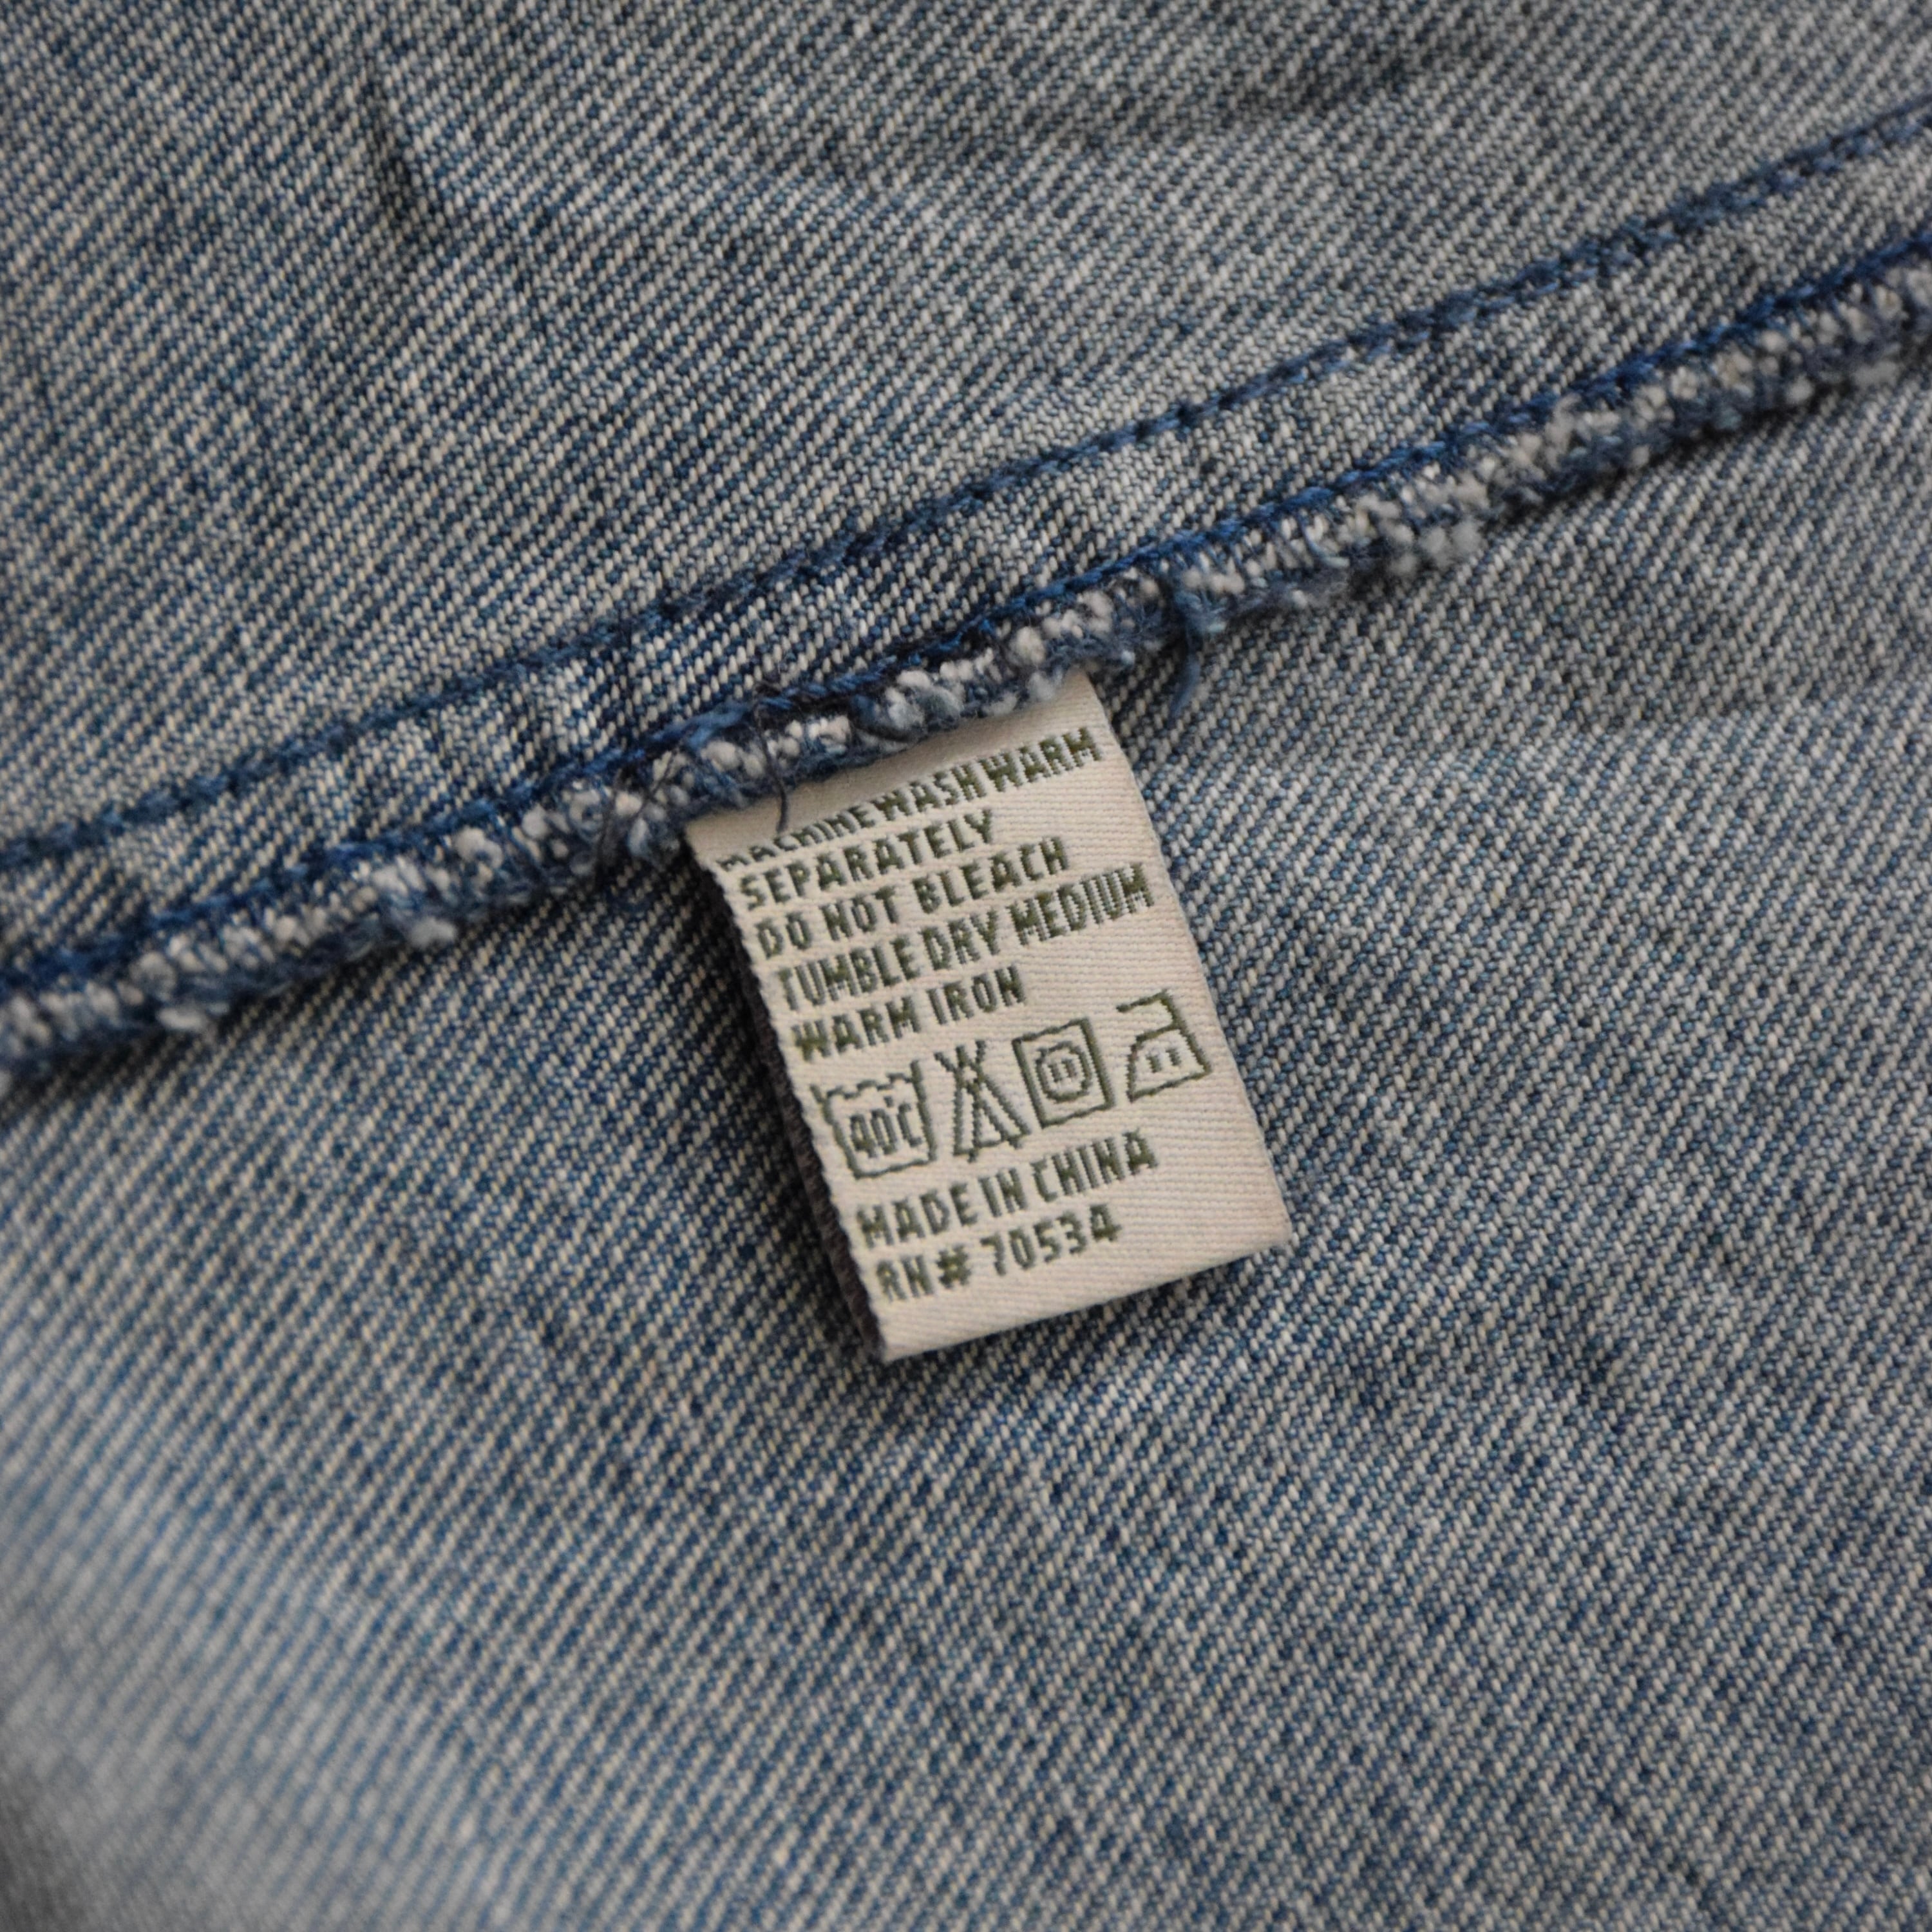 MACHINE WASH WARM
SEPARATELY
DO NOT BLEACH
TUMBLE DRY MEDIUM
WARM IRON
40°C
MADE IN CHINA
RN# 70534